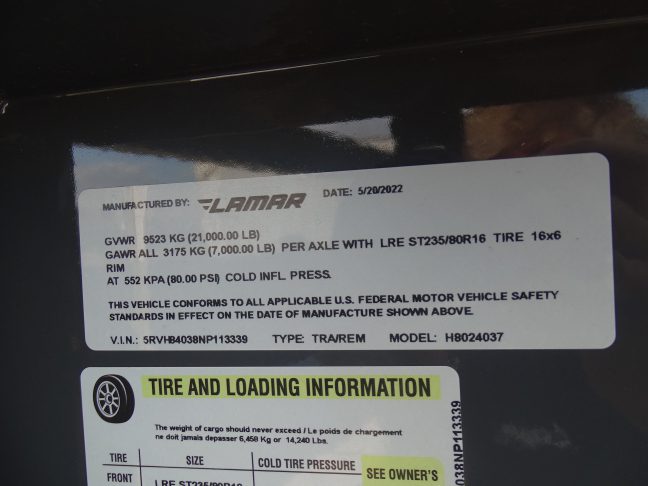 MANUFACTURED BY: LAMAR DATE: 5/20/2022
GVWR 9523 KG (21,000.00 LB)
GAWR ALL 3175 KG (7,000.00 LB) PER AXLE WITH LRE ST235/80R16 TIRE 16x6
RIM
AT 552 KPA (80.00 PSI) COLD INFL. PRESS.
THIS VEHICLE CONFORMS TO ALL APPLICABLE U.S. FEDERAL MOTOR VEHICLE SAFETY
STANDARDS IN EFFECT ON THE DATE OF MANUFACTURE SHOWN ABOVE.
V.I.N.: 5RVHB4038NP113339 TYPE: TRA/REM MODEL: H8024037
TIRE AND LOADING INFORMATION
The weight of cargo should never exceed / Le poids de chargement
ne doit jamais depasser 6,458 Kg or 14,240 Lbs.
TIRE SIZE COLD TIRE PRESSURE SEE OWNER'S
FRONT LRE ST235/80R16
038NP113339